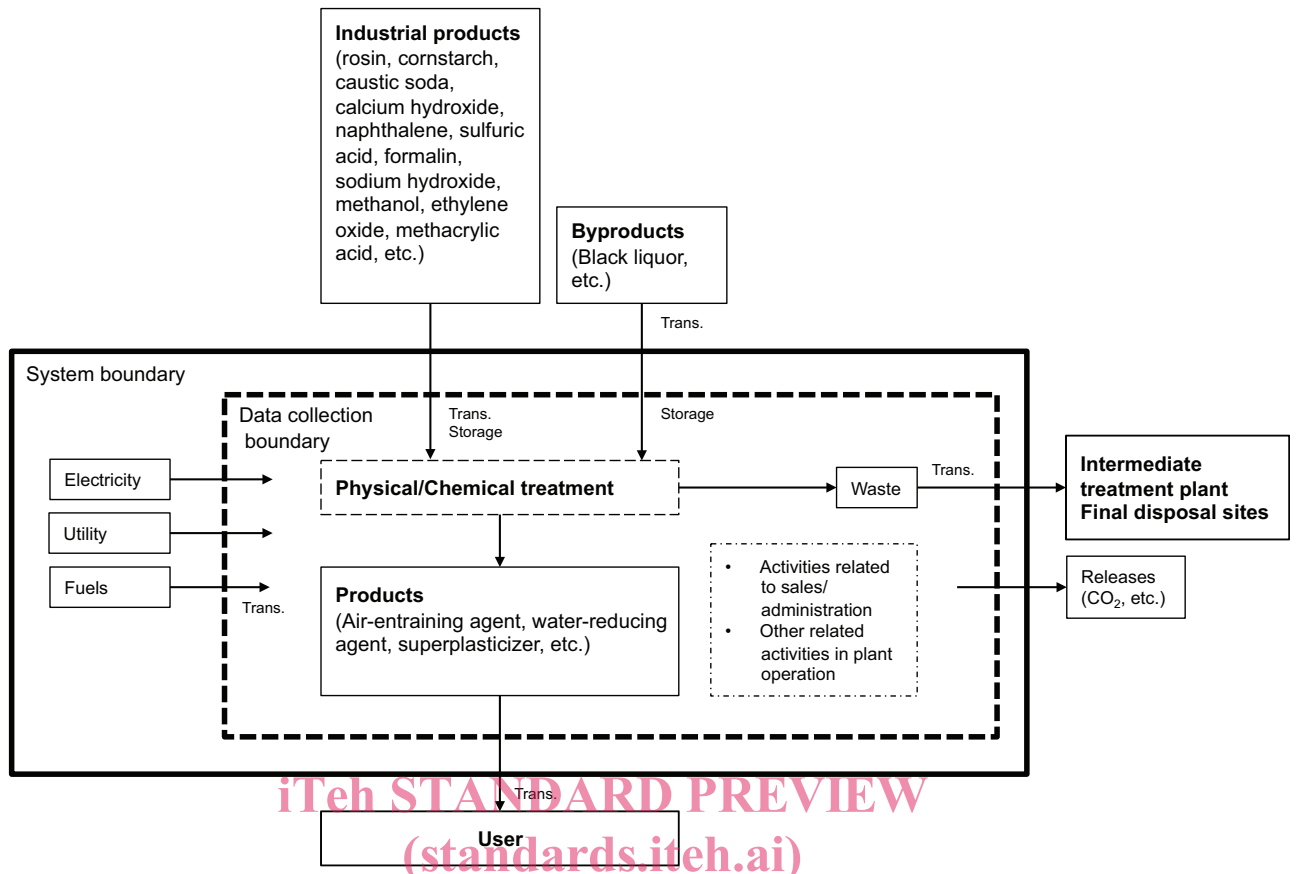 Industrial products
(rosin, cornstarch,
caustic soda,
calcium hydroxide,
naphthalene, sulfuric
acid, formalin,
sodium hydroxide,
methanol, ethylene
oxide, methacrylic
acid, etc.)
Byproducts
(Black liquor,
etc.)
Trans.
System boundary
Data collection
boundary
Trans.
Storage
Storage
Electricity
Utility
Fuels
Trans.
Physical/Chemical treatment
Waste
Trans.
Intermediate
treatment plant
Final disposal sites
Products
(Air-entraining agent, water-reducing
agent, superplasticizer, etc.)
• Activities related
to sales/
administration
• Other related
activities in plant
operation
Releases
(CO₂, etc.)
iTeh STANDARD PREVIEW
Trans.
User
(standards.iteh.ai)